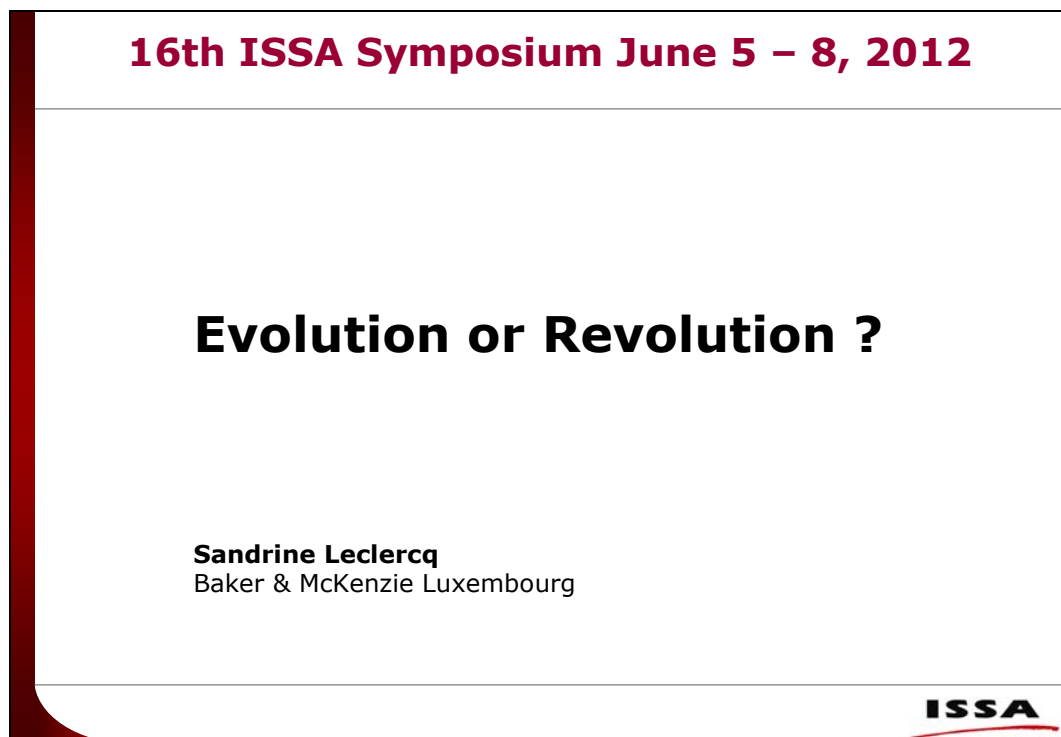 16th ISSA Symposium June 5 – 8, 2012
Evolution or Revolution ?
Sandrine Leclercq
Baker & McKenzie Luxembourg
ISSA